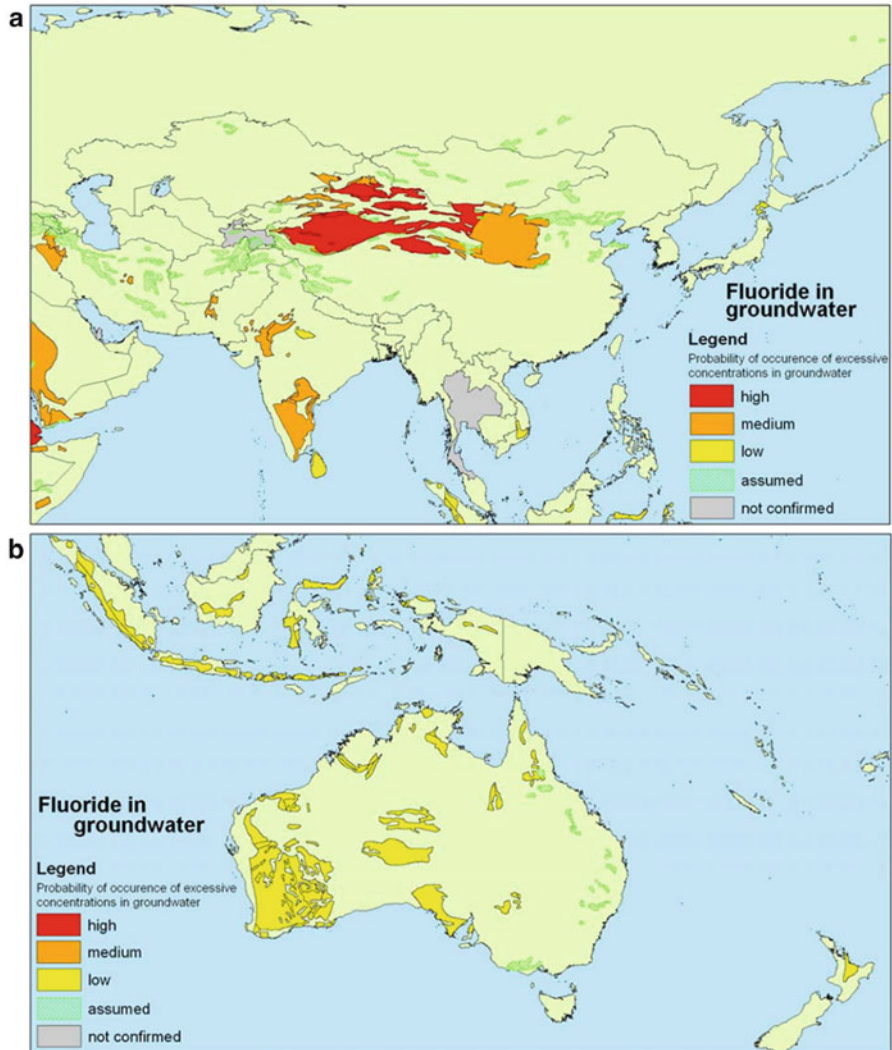 a
Fluoride in
groundwater
Legend
Probability of occurence of excessive
concentrations in groundwater
high
medium
low
assumed
not confirmed
b
Fluoride in
groundwater
Legend
Probability of occurence of excessive
concentrations in groundwater
high
medium
low
assumed
not confirmed